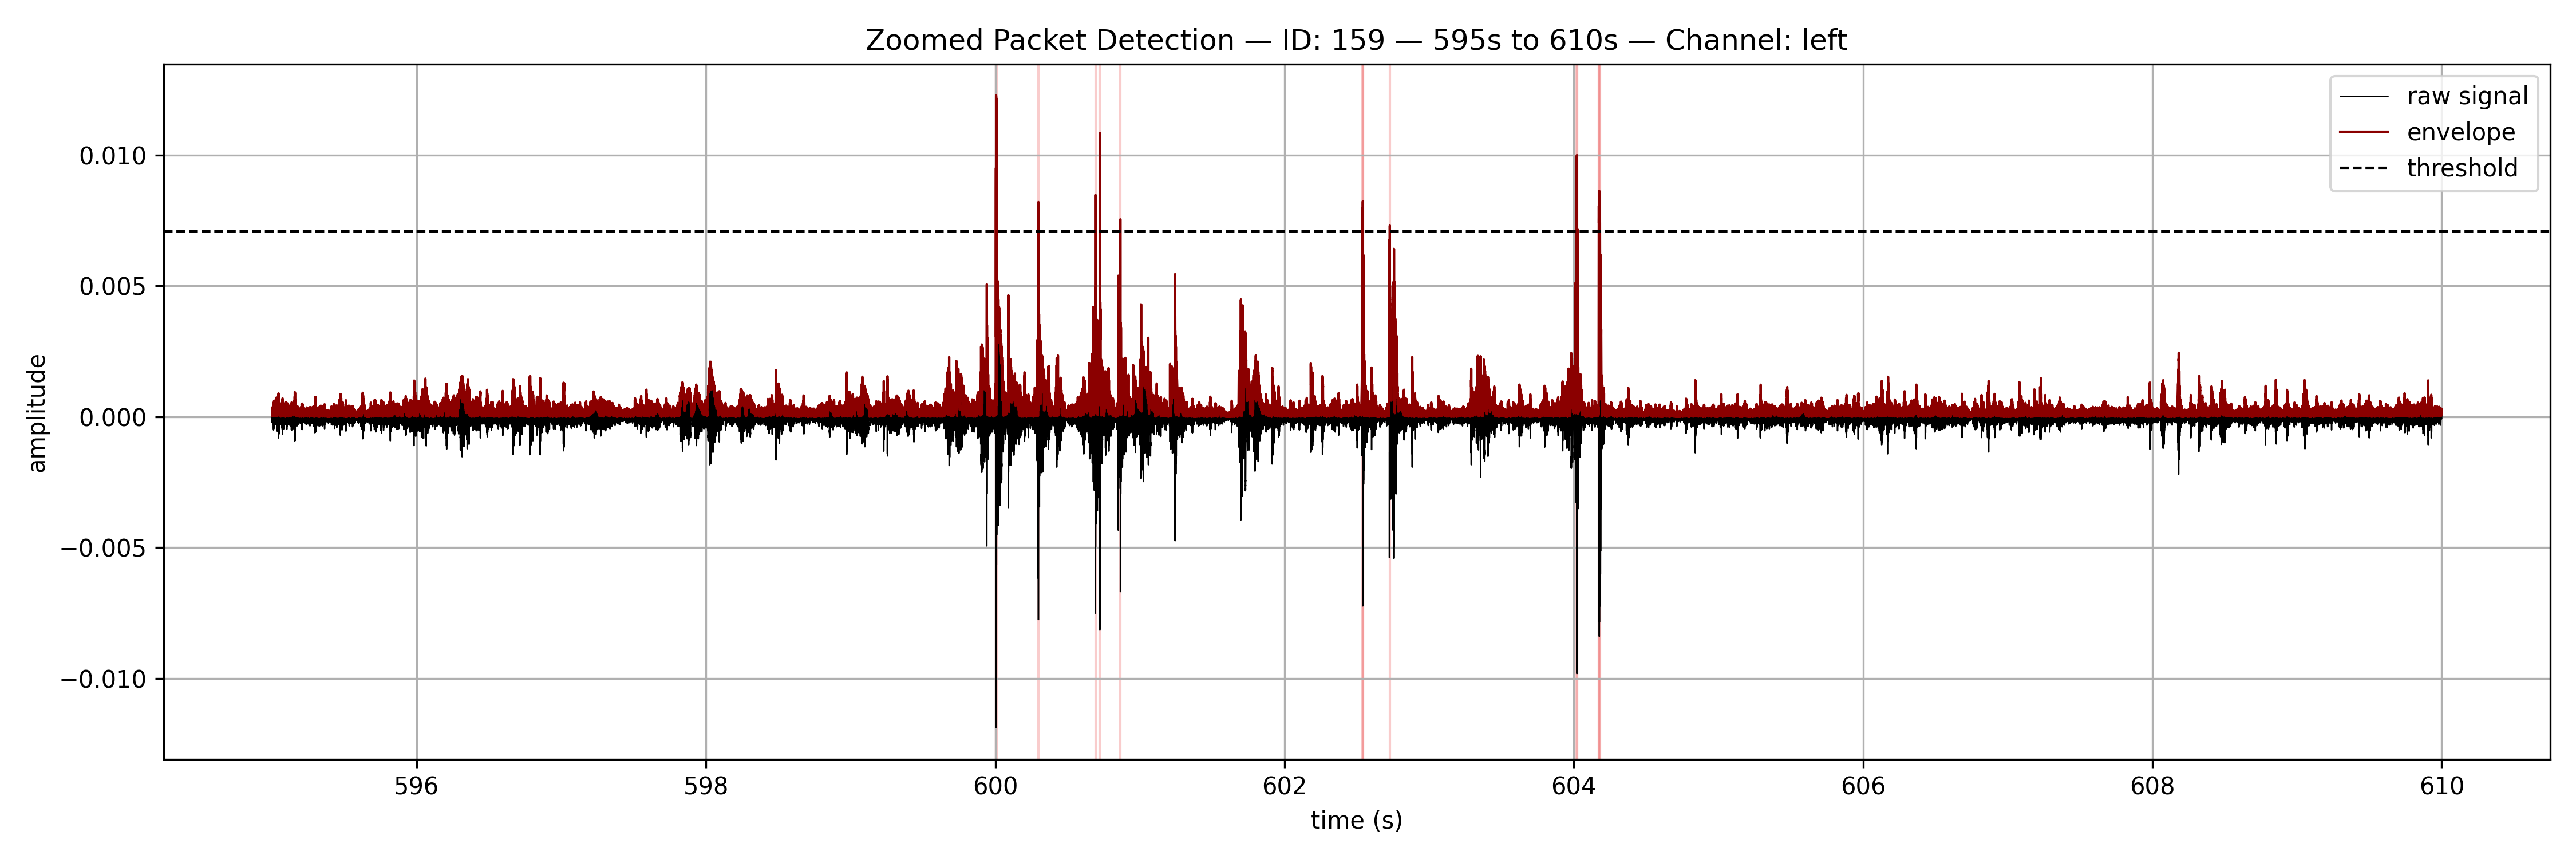 Zoomed Packet Detection — ID: 159 — 595s to 610s — Channel: left
raw signal
envelope
threshold
0.010
0.005
0.000
−0.005
−0.010
amplitude
596 598 600 602 604 606 608 610
time (s)